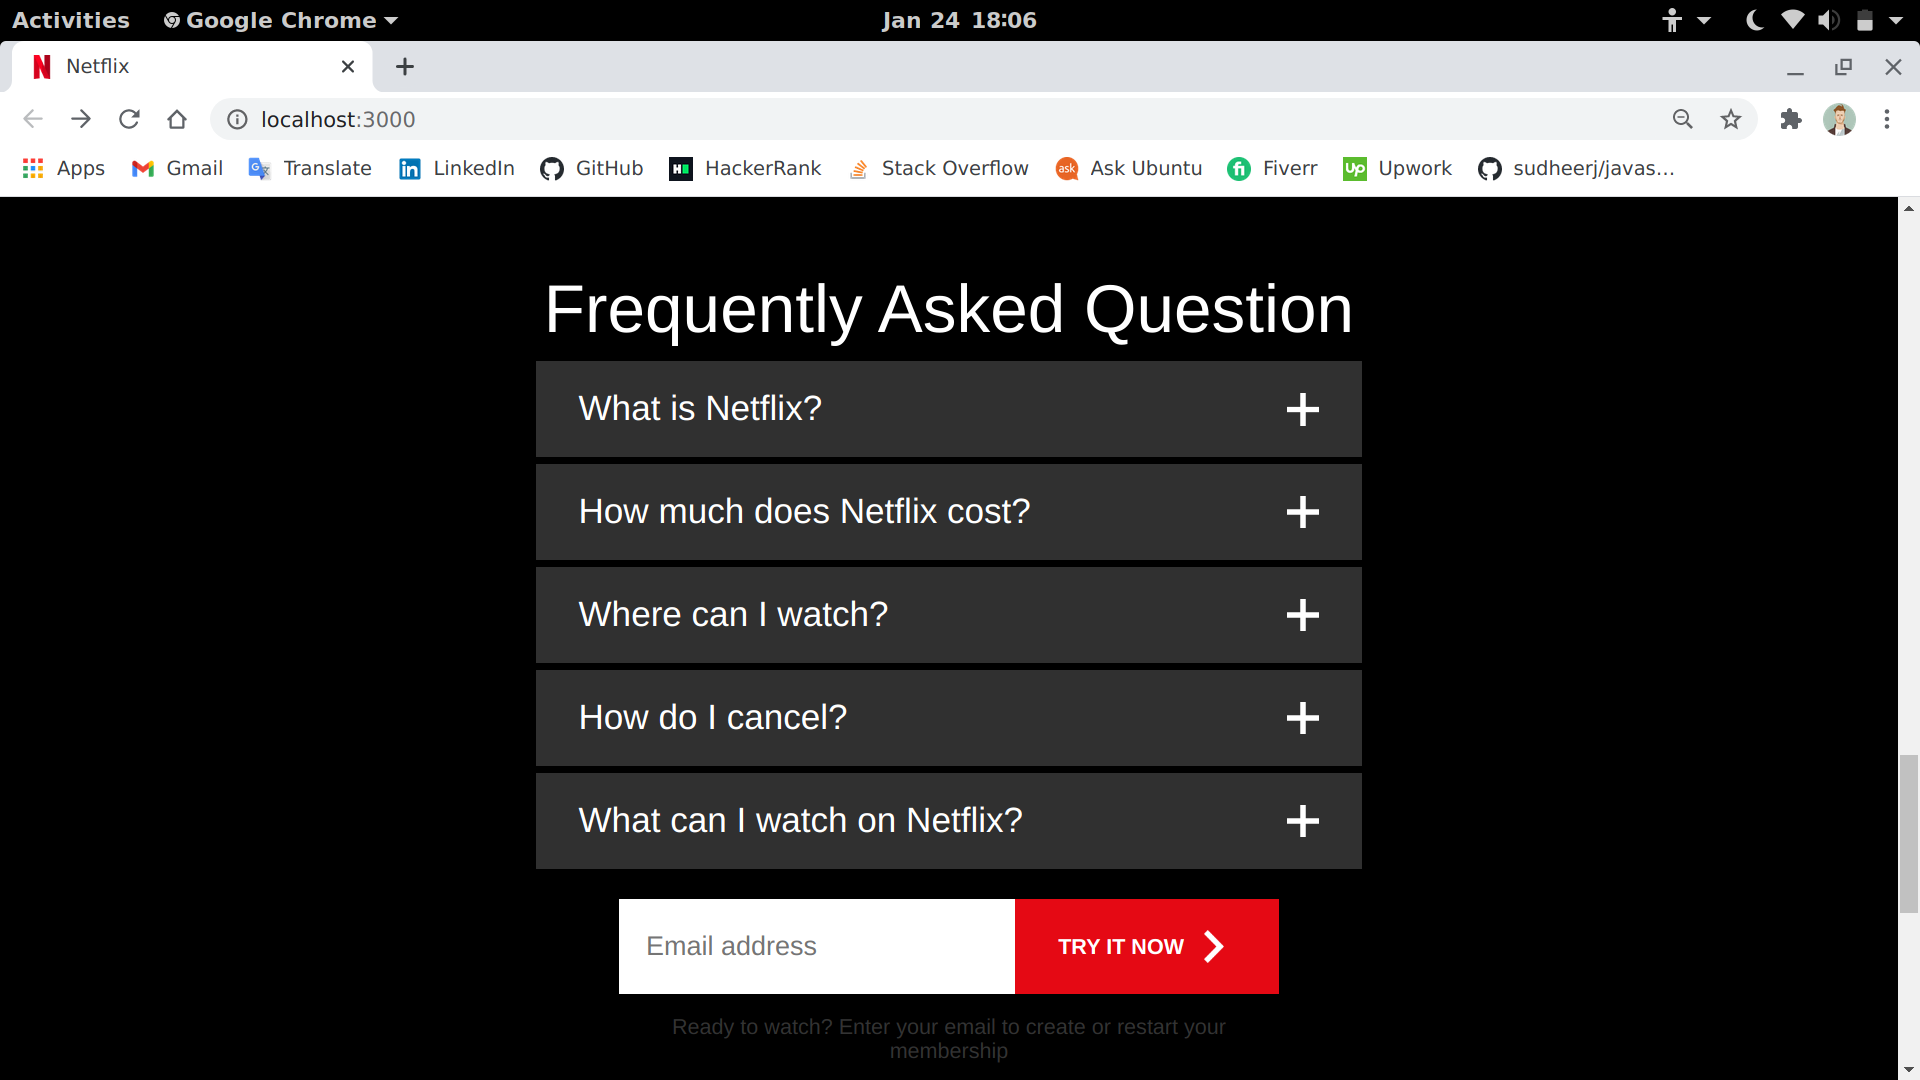 Activities Google Chrome Jan 24 18:06
Netflix
localhost:3000
Apps Gmail Translate LinkedIn GitHub HackerRank Stack Overflow ask Ask Ubuntu fi Fiverr Up Upwork sudheerj/javas...
Frequently Asked Question
What is Netflix?
How much does Netflix cost?
Where can I watch?
How do I cancel?
What can I watch on Netflix?
Email address TRY IT NOW
Ready to watch? Enter your email to create or restart your
membership